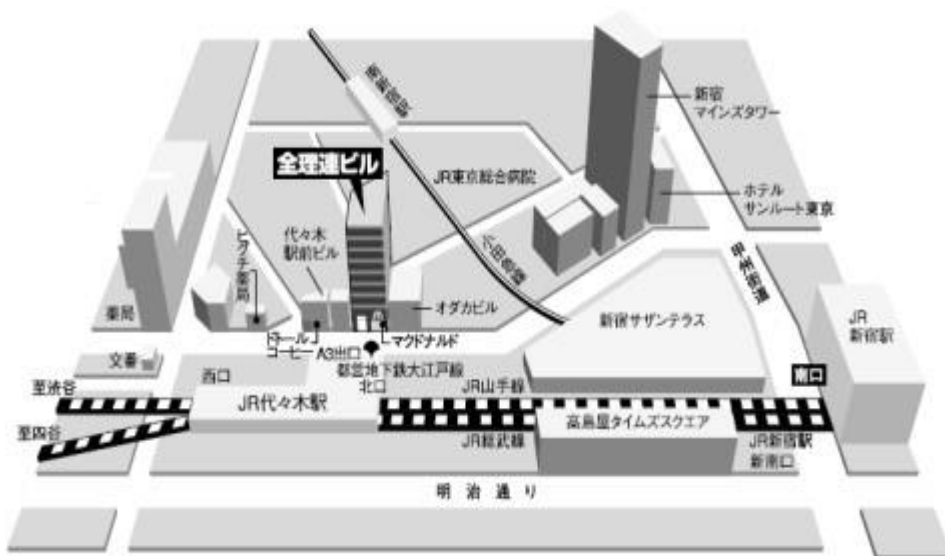 新宿
マインズタワー
全理連ビル
JR東京総合病院
ホテル
サンルート東京
代々木
駅前ビル
小田急線
甲州街道
オダカビル
薬局
ドトール
コーヒー
A3出口
マクドナルド
新宿サザンテラス
JR
新宿駅
交番
都営地下鉄大江戸線
西口
北口
南口
至渋谷
JR代々木駅
JR山手線
高島屋タイムズスクエア
至四谷
JR総武線
JR新宿駅
新南口
明治通り